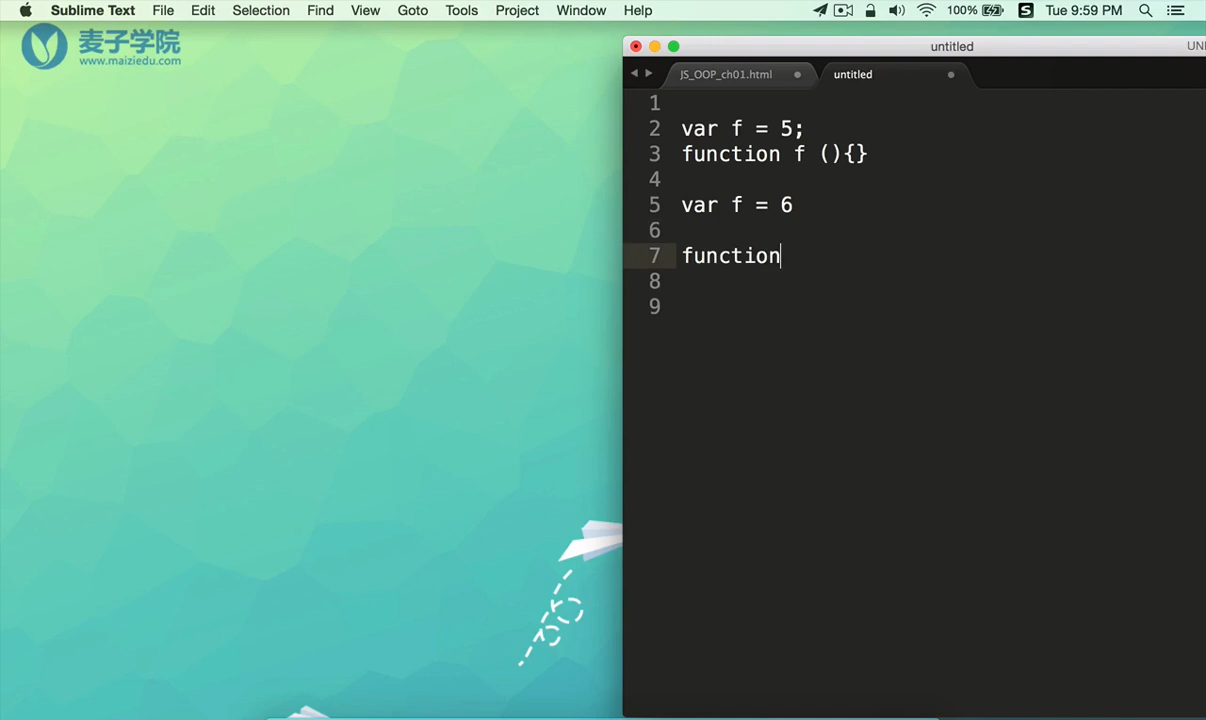 Sublime Text File Edit Selection Find View Goto Tools Project Window Help 100% S Tue 9:59 PM
麦子学院
www.maiziedu.com
untitled
JS_OOP_ch01.html untitled
1
2 var f = 5;
3 function f (){}
4
5 var f = 6
6
7 function
8
9